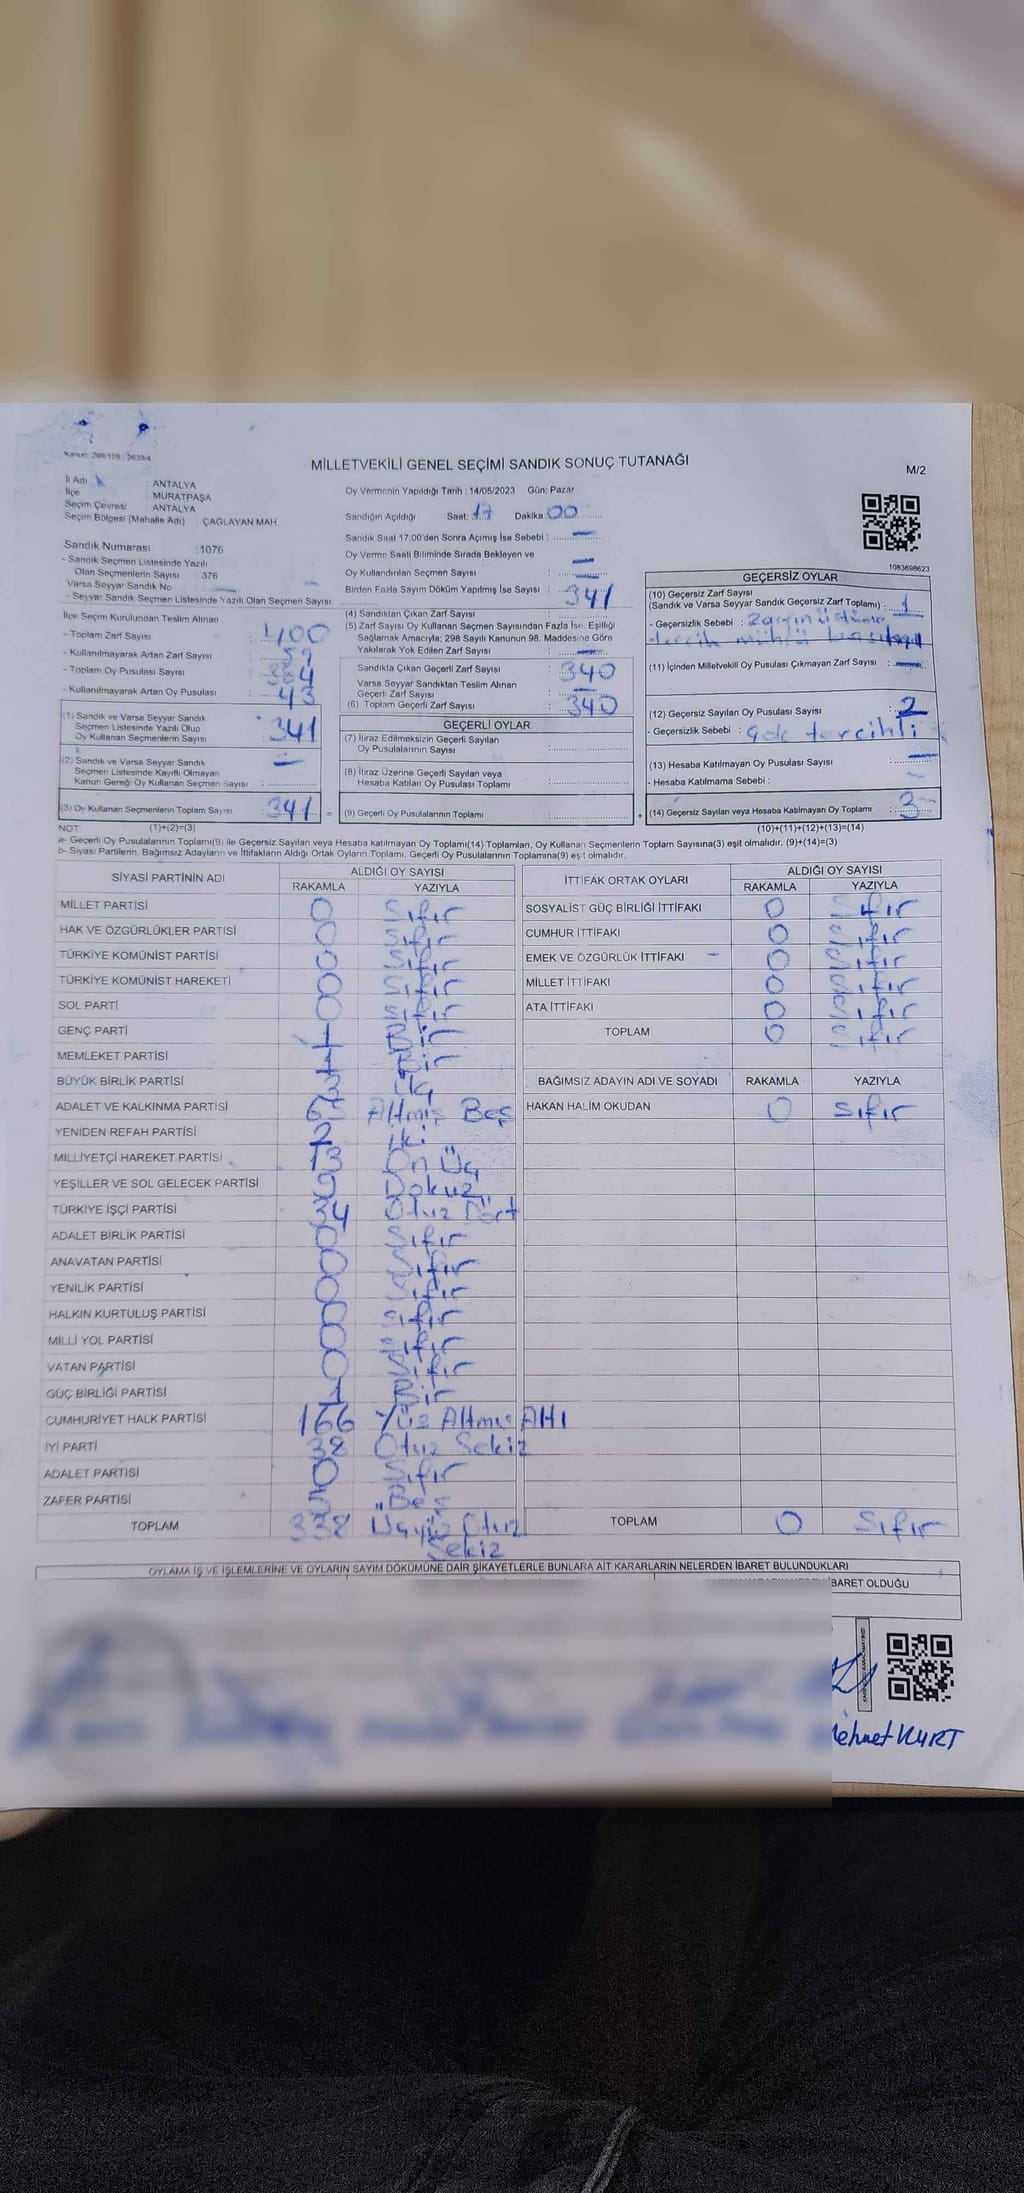 Kanun: 298/105, 2839/4
MİLLETVEKİLİ GENEL SEÇİMİ SANDIK SONUÇ TUTANAĞI
M/2
İl Adı ANTALYA
İlçe MURATPAŞA
Seçim Çevresi ANTALYA
Seçim Bölgesi (Mahalle Adı) ÇAĞLAYAN MAH.
Sandık Numarası :1076
- Sandık Seçmen Listesinde Yazılı
Olan Seçmenlerin Sayısı 376
Varsa Seyyar Sandık No
- Seyyar Sandık Seçmen Listesinde Yazılı Olan Seçmen Sayısı:
İlçe Seçim Kurulundan Teslim Alınan
- Toplam Zarf Sayısı : 400
- Kullanılmayarak Artan Zarf Sayısı :
- Toplam Oy Pusulası Sayısı : 384
- Kullanılmayarak Artan Oy Pusulası : 43
(1) Sandık ve Varsa Seyyar Sandık
Seçmen Listesinde Yazılı Olup
Oy Kullanan Seçmenlerin Sayısı : 341
(2) Sandık ve Varsa Seyyar Sandık
Seçmen Listesinde Kayıtlı Olmayan
Kanun Gereği Oy Kullanan Seçmen Sayısı : —
(3) Oy Kullanan Seçmenlerin Toplam Sayısı 341 =
Oy Vermenin Yapıldığı Tarih : 14/05/2023 Gün: Pazar
Sandığın Açıldığı Saat: 17 Dakika 00
Sandık Saat 17.00'den Sonra Açımış İse Sebebi : —
Oy Verme Saati Bitiminde Sırada Bekleyen ve
Oy Kullandırılan Seçmen Sayısı : —
Birden Fazla Sayım Döküm Yapılmış İse Sayısı : —
(4) Sandıktan Çıkan Zarf Sayısı : 341
(5) Zarf Sayısı Oy Kullanan Seçmen Sayısından Fazla İse, Eşitliği
Sağlamak Amacıyla; 298 Sayılı Kanunun 98. Maddesine Göre
Yakılarak Yok Edilen Zarf Sayısı : —
Sandıkta Çıkan Geçerli Zarf Sayısı : 340
Varsa Seyyar Sandıktan Teslim Alınan
Geçerli Zarf Sayısı : —
(6) Toplam Geçerli Zarf Sayısı : 340
GEÇERLİ OYLAR
(7) İtiraz Edilmeksizin Geçerli Sayılan
Oy Pusulalarının Sayısı :
(8) İtiraz Üzerine Geçerli Sayılan veya
Hesaba Katılan Oy Pusulası Toplamı :
(9) Geçerli Oy Pusulalarının Toplamı : +
1083698623
GEÇERSİZ OYLAR
(10) Geçersiz Zarf Sayısı
(Sandık ve Varsa Seyyar Sandık Geçersiz Zarf Toplamı) : 1
- Geçersizlik Sebebi : Zarfın üstüne
tercih mührü
(11) İçinden Milletvekili Oy Pusulası Çıkmayan Zarf Sayısı : —
(12) Geçersiz Sayılan Oy Pusulası Sayısı : 2
- Geçersizlik Sebebi : Çok tercihli
(13) Hesaba Katılmayan Oy Pusulası Sayısı : —
- Hesaba Katılmama Sebebi : —
(14) Geçersiz Sayılan veya Hesaba Katılmayan Oy Toplamı : 3
NOT: (1)+(2)=(3) (10)+(11)+(12)+(13)=(14)
a- Geçerli Oy Pusulalarının Toplamı(9) ile Geçersiz Sayılan veya Hesaba katılmayan Oy Toplamı(14) Toplamları, Oy Kullanan Seçmenlerin Toplam Sayısına(3) eşit olmalıdır. (9)+(14)=(3)
b- Siyasi Partilerin, Bağımsız Adayların ve İttifakların Aldığı Ortak Oyların Toplamı, Geçerli Oy Pusulalarının Toplamına(9) eşit olmalıdır.
SİYASİ PARTİNİN ADI ALDIĞI OY SAYISI
RAKAMLA YAZIYLA
MİLLET PARTİSİ 0 Sıfır
HAK VE ÖZGÜRLÜKLER PARTİSİ 0 Sıfır
TÜRKİYE KOMÜNİST PARTİSİ 0 Sıfır
TÜRKİYE KOMÜNİST HAREKETİ 0 Sıfır
SOL PARTİ 0 Sıfır
GENÇ PARTİ 1 Bir
MEMLEKET PARTİSİ 1 Bir
BÜYÜK BİRLİK PARTİSİ 3 Üç
ADALET VE KALKINMA PARTİSİ 65 Altmış Beş
YENİDEN REFAH PARTİSİ 2 İki
MİLLİYETÇİ HAREKET PARTİSİ 13 On Üç
YEŞİLLER VE SOL GELECEK PARTİSİ 9 Dokuz
TÜRKİYE İŞÇİ PARTİSİ 34 Otuz Dört
ADALET BİRLİK PARTİSİ 0 Sıfır
ANAVATAN PARTİSİ 0 Sıfır
YENİLİK PARTİSİ 0 Sıfır
HALKIN KURTULUŞ PARTİSİ 0 Sıfır
MİLLİ YOL PARTİSİ 0 Sıfır
VATAN PARTİSİ 0 Sıfır
GÜÇ BİRLİĞİ PARTİSİ 1 Bir
CUMHURİYET HALK PARTİSİ 166 Yüz Altmış Altı
İYİ PARTİ 38 Otuz Sekiz
ADALET PARTİSİ 0 Sıfır
ZAFER PARTİSİ 5 Beş
TOPLAM 338 Üçyüz Otuz
Sekiz
İTTİFAK ORTAK OYLARI ALDIĞI OY SAYISI
RAKAMLA YAZIYLA
SOSYALİST GÜÇ BİRLİĞİ İTTİFAKI 0 Sıfır
CUMHUR İTTİFAKI 0 Sıfır
EMEK VE ÖZGÜRLÜK İTTİFAKI 0 Sıfır
MİLLET İTTİFAKI 0 Sıfır
ATA İTTİFAKI 0 Sıfır
TOPLAM 0 Sıfır
BAĞIMSIZ ADAYIN ADI VE SOYADI RAKAMLA YAZIYLA
HAKAN HALİM OKUDAN 0 Sıfır
TOPLAM 0 Sıfır
OYLAMA İŞ VE İŞLEMLERİNE VE OYLARIN SAYIM DÖKÜMÜNE DAİR ŞİKAYETLERLE BUNLARA AİT KARARLARIN NELERDEN İBARET BULUNDUKLARI
İBARET OLDUĞU
Mehmet KURT